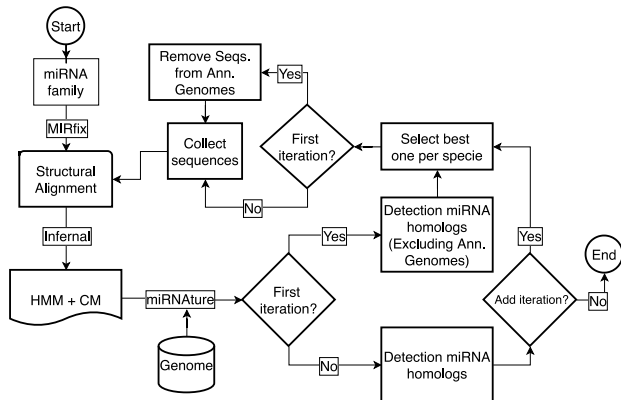 Start
miRNA
family
MIRfix
Structural
Alignment
Infernal
HMM + CM
miRNAture
Genome
First
iteration?
Yes
Detection miRNA
homologs
(Excluding Ann.
Genomes)
No
Detection miRNA
homologs
Add iteration?
Yes
No
End
Select best
one per specie
First
iteration?
Yes
Remove Seqs.
from Ann.
Genomes
No
Collect
sequences